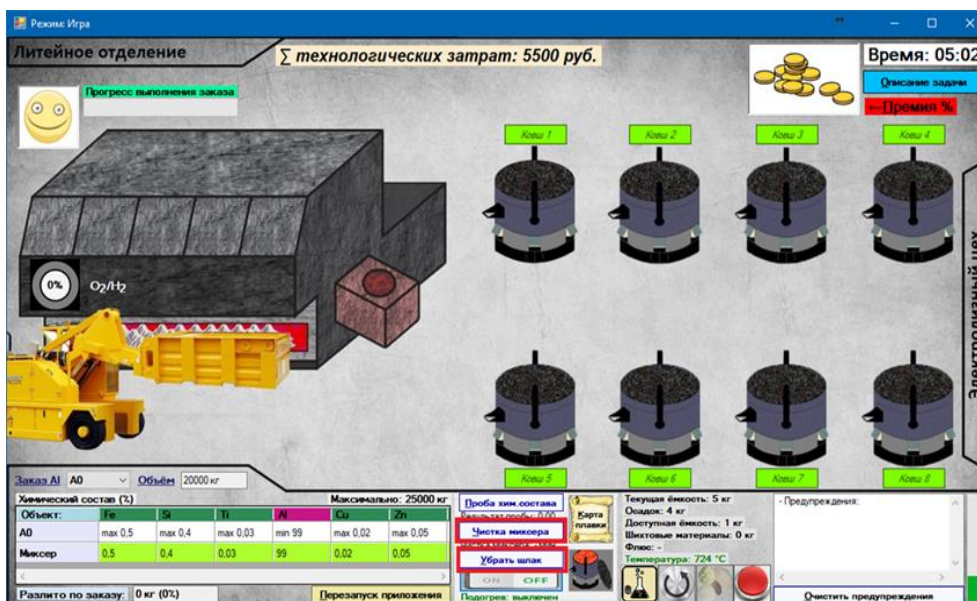 Режим: Игра
Литейное отделение
∑ технологических затрат: 5500 руб.
Время: 05:02
Прогресс выполнения заказа
Описание задачи
←Премия %
Ковш 1
Ковш 2
Ковш 3
Ковш 4
0%
O2/H2
Ковш 5
Ковш 6
Ковш 7
Ковш 8
Заказ Al
A0
Объём
20000 кг
Химический состав (%)
Максимально: 25000 кг
Объект: Fe Si Ti Al Cu Zn
A0 max 0,5 max 0,4 max 0,03 min 99 max 0,02 max 0,05
Миксер 0,5 0,4 0,03 99 0,02 0,05
Разлито по заказу: 0 кг (0%)
Перезапуск приложения
Проба хим.состава
Результат пробы: 0:00
Чистка миксера
Убрать шлак
ON OFF
Подогрев: выключен
Карта плавки
Текущая ёмкость: 5 кг
Осадок: 4 кг
Доступная ёмкость: 1 кг
Шихтовые материалы: 0 кг
Флюс: -
Температура: 724 °C
- Предупреждения:
Очистить предупреждения